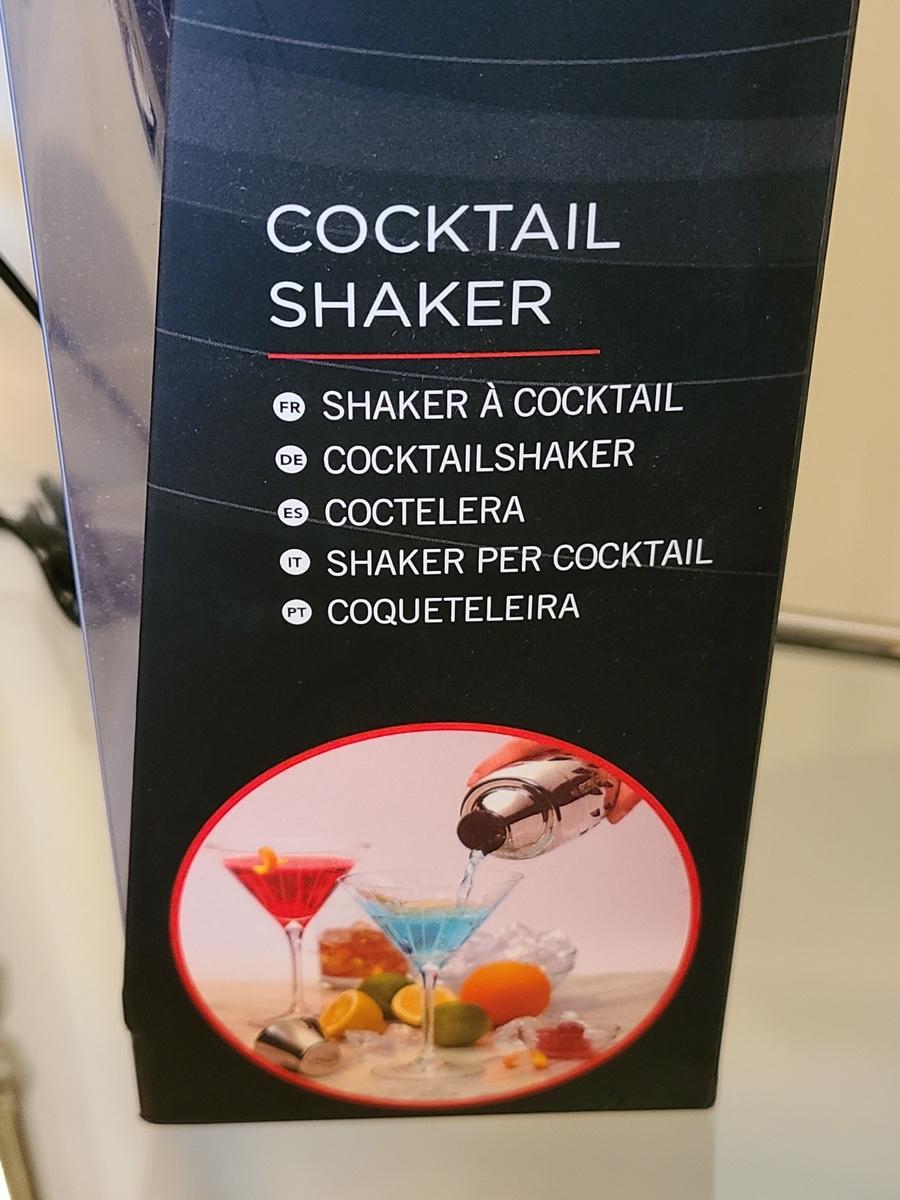 COCKTAIL
SHAKER
FR SHAKER À COCKTAIL
DE COCKTAILSHAKER
ES COCTELERA
IT SHAKER PER COCKTAIL
PT COQUETELEIRA